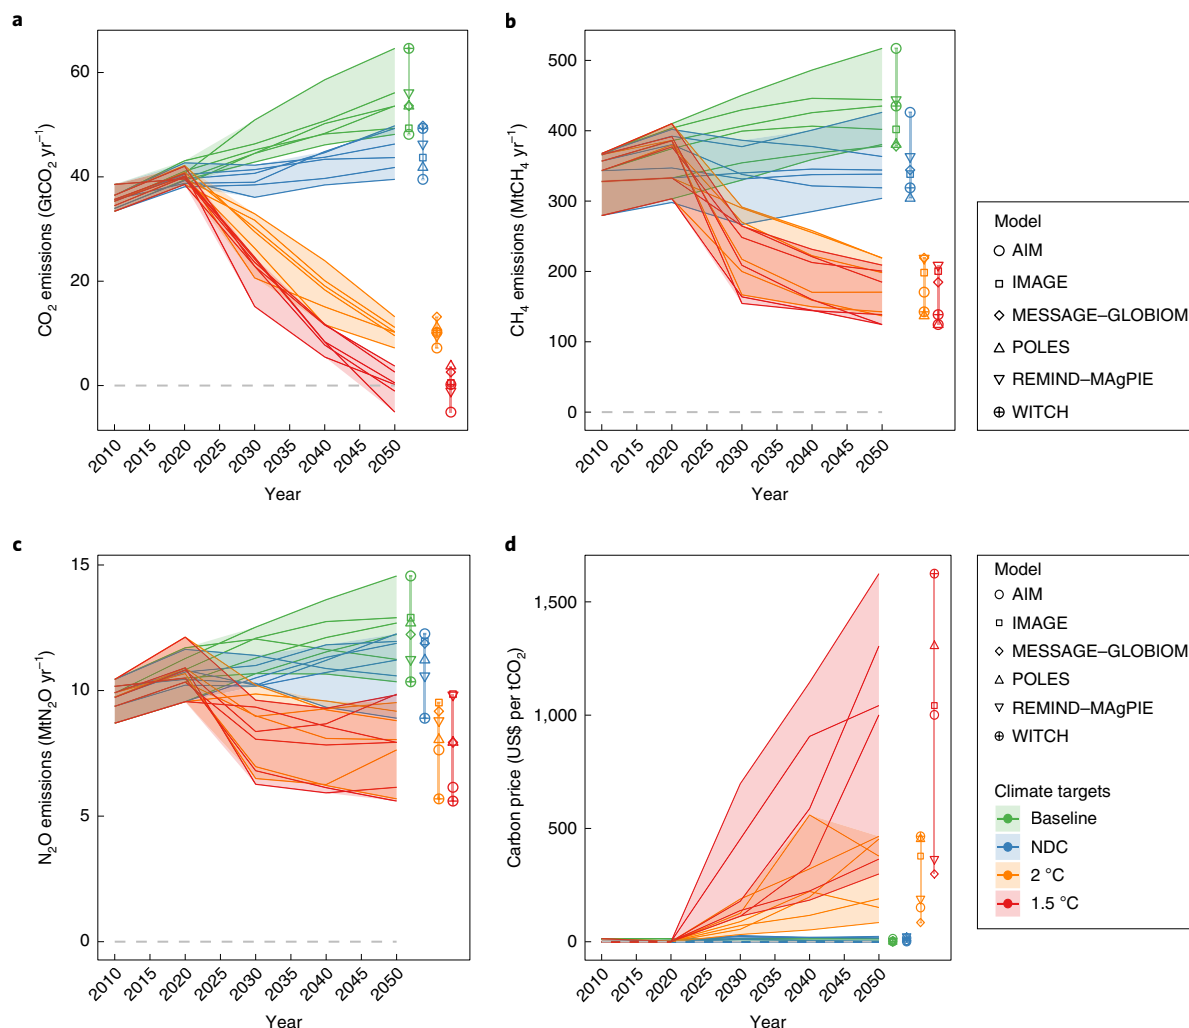 a
CO2 emissions (GtCO2 yr−1)
60
40
20
0
2010 2015 2020 2025 2030 2035 2040 2045 2050
Year
b
CH4 emissions (MtCH4 yr−1)
500
400
300
200
100
0
2010 2015 2020 2025 2030 2035 2040 2045 2050
Year
Model
AIM
IMAGE
MESSAGE–GLOBIOM
POLES
REMIND–MAgPIE
WITCH
c
N2O emissions (MtN2O yr−1)
15
10
5
0
2010 2015 2020 2025 2030 2035 2040 2045 2050
Year
d
Carbon price (US$ per tCO2)
1,500
1,000
500
0
2010 2015 2020 2025 2030 2035 2040 2045 2050
Year
Model
AIM
IMAGE
MESSAGE–GLOBIOM
POLES
REMIND–MAgPIE
WITCH
Climate targets
Baseline
NDC
2 °C
1.5 °C